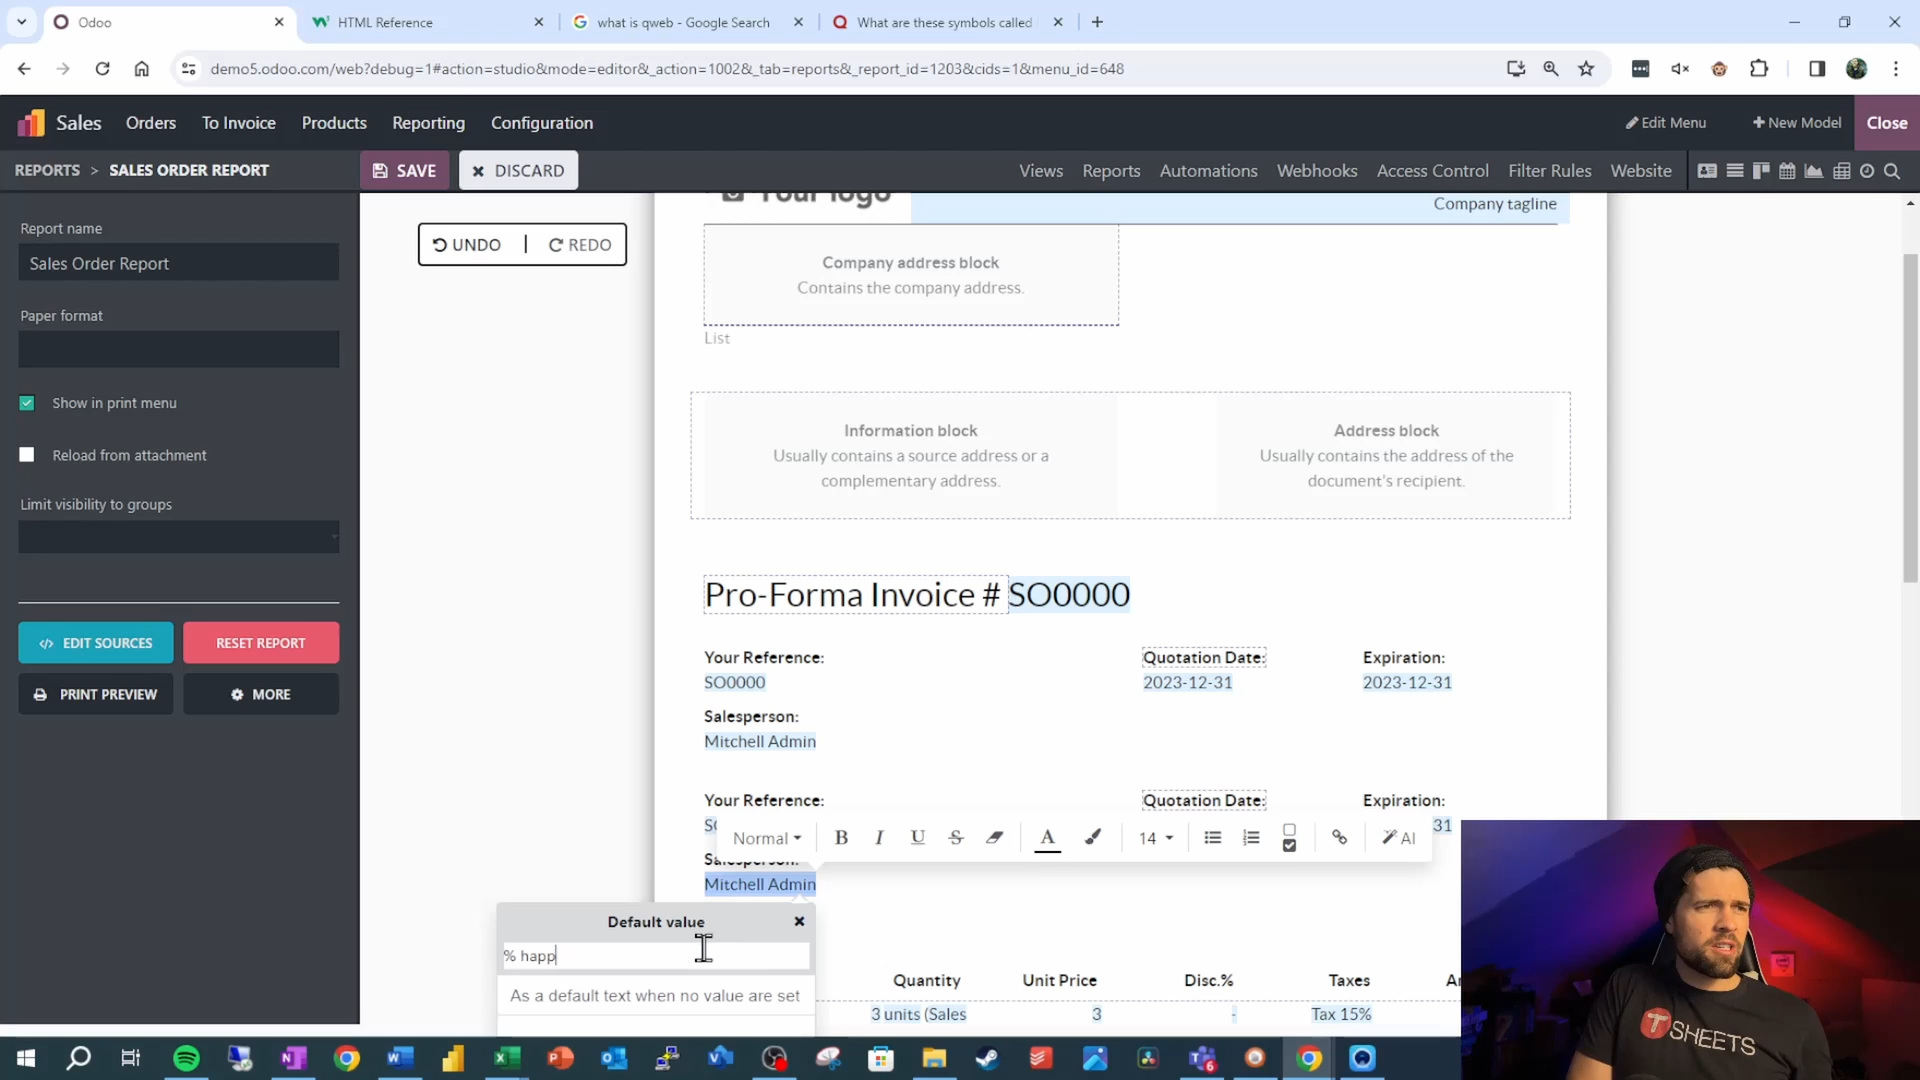 Odoo
HTML Reference
what is qweb - Google Search
What are these symbols called
demo5.odoo.com/web?debug=1#action=studio&mode=editor&_action=1002&_tab=reports&_report_id=1203&cids=1&menu_id=648
Sales Orders To Invoice Products Reporting Configuration
Edit Menu + New Model Close
REPORTS > SALES ORDER REPORT
SAVE DISCARD
Views Reports Automations Webhooks Access Control Filter Rules Website
Report name
Sales Order Report
Paper format
Show in print menu
Reload from attachment
Limit visibility to groups
</> EDIT SOURCES RESET REPORT
PRINT PREVIEW MORE
UNDO | REDO
Your logo
Company tagline
Company address block
Contains the company address.
List
Information block
Usually contains a source address or a
complementary address.
Address block
Usually contains the address of the
document's recipient.
Pro-Forma Invoice # SO0000
Your Reference: Quotation Date: Expiration:
SO0000 2023-12-31 2023-12-31
Salesperson:
Mitchell Admin
Your Reference: Quotation Date: Expiration:
31
Normal B I U S A 14 AI
Salesperson:
Mitchell Admin
Default value
% happ
As a default text when no value are set
Quantity Unit Price Disc.% Taxes
3 units (Sales 3 - Tax 15%
T SHEETS